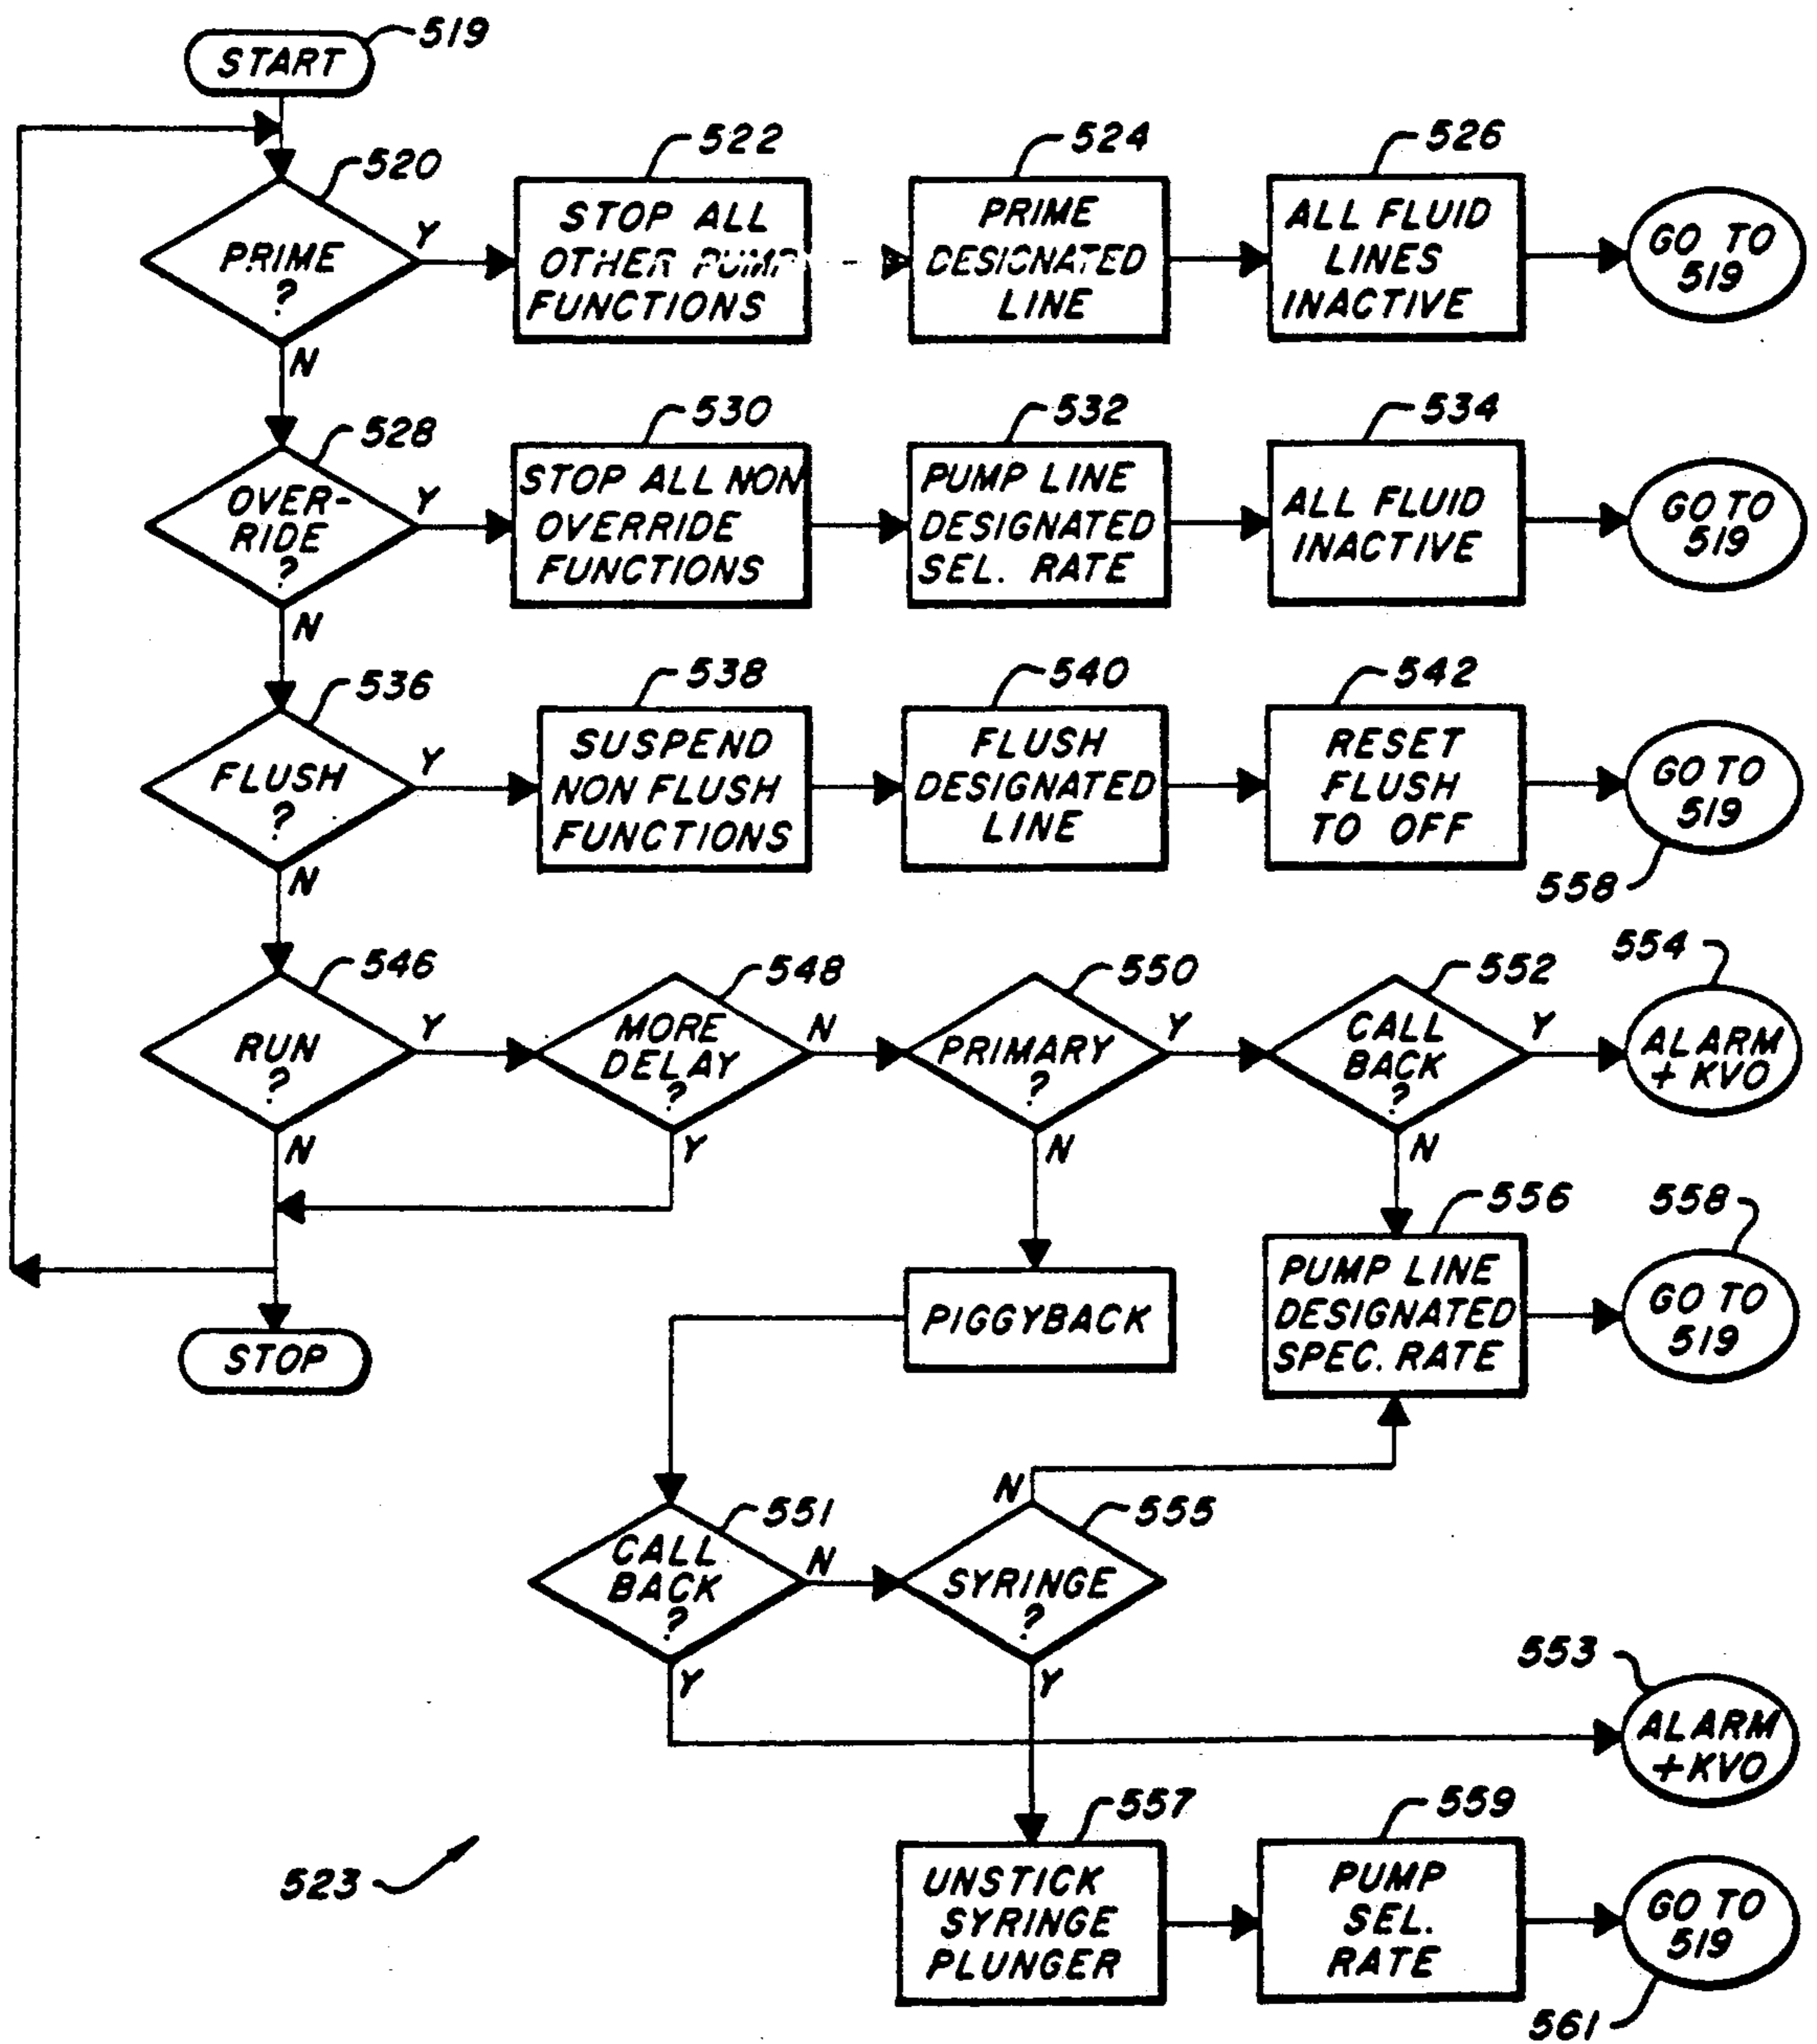 START
519
520
PRIME
?
Y
N
522
STOP ALL
OTHER PUMP
FUNCTIONS
524
PRIME
DESIGNATED
LINE
526
ALL FLUID
LINES
INACTIVE
GO TO
519
528
OVER-
RIDE
?
Y
N
530
STOP ALL NON
OVERRIDE
FUNCTIONS
532
PUMP LINE
DESIGNATED
SEL. RATE
534
ALL FLUID
INACTIVE
GO TO
519
536
FLUSH
?
Y
N
538
SUSPEND
NON FLUSH
FUNCTIONS
540
FLUSH
DESIGNATED
LINE
542
RESET
FLUSH
TO OFF
GO TO
519
558
546
RUN
?
Y
N
548
MORE
DELAY
?
N
Y
550
PRIMARY
?
Y
N
552
CALL
BACK
?
Y
N
554
ALARM
+ KVO
556
PUMP LINE
DESIGNATED
SPEC. RATE
558
GO TO
519
PIGGYBACK
STOP
551
CALL
BACK
?
N
Y
555
SYRINGE
?
N
Y
553
ALARM
+KVO
557
UNSTICK
SYRINGE
PLUNGER
559
PUMP
SEL.
RATE
GO TO
519
561
523